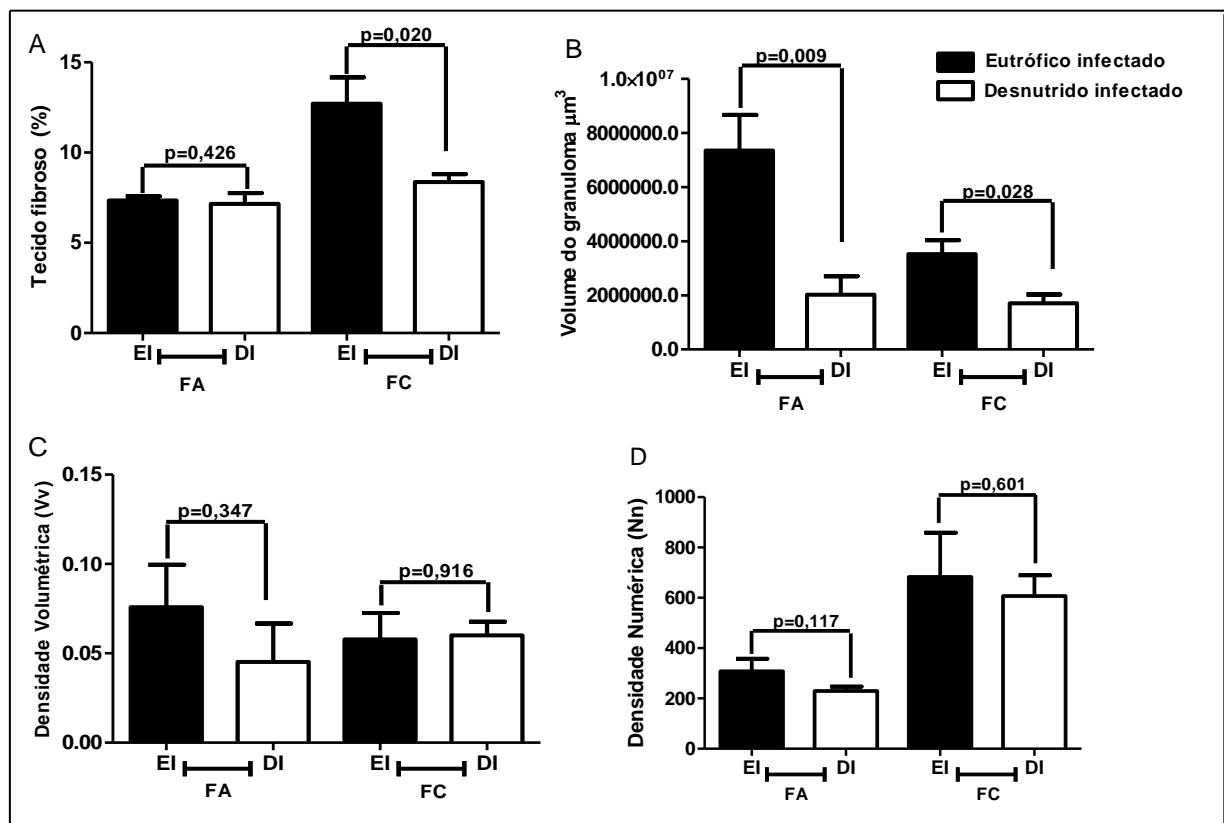 A
p=0,020
p=0,426
Tecido fibroso (%)
15
10
5
0
EI DI EI DI
FA FC
B
Eutrófico infectado
Desnutrido infectado
p=0,009
p=0,028
Volume do granuloma µm³
1.0×10⁰⁷
8000000.0
6000000.0
4000000.0
2000000.0
0.0
EI DI EI DI
FA FC
C
p=0,347
p=0,916
Densidade Volumétrica (Vv)
0.15
0.10
0.05
0.00
EI DI EI DI
FA FC
D
p=0,601
p=0,117
Densidade Numérica (Nn)
1000
800
600
400
200
0
EI DI EI DI
FA FC